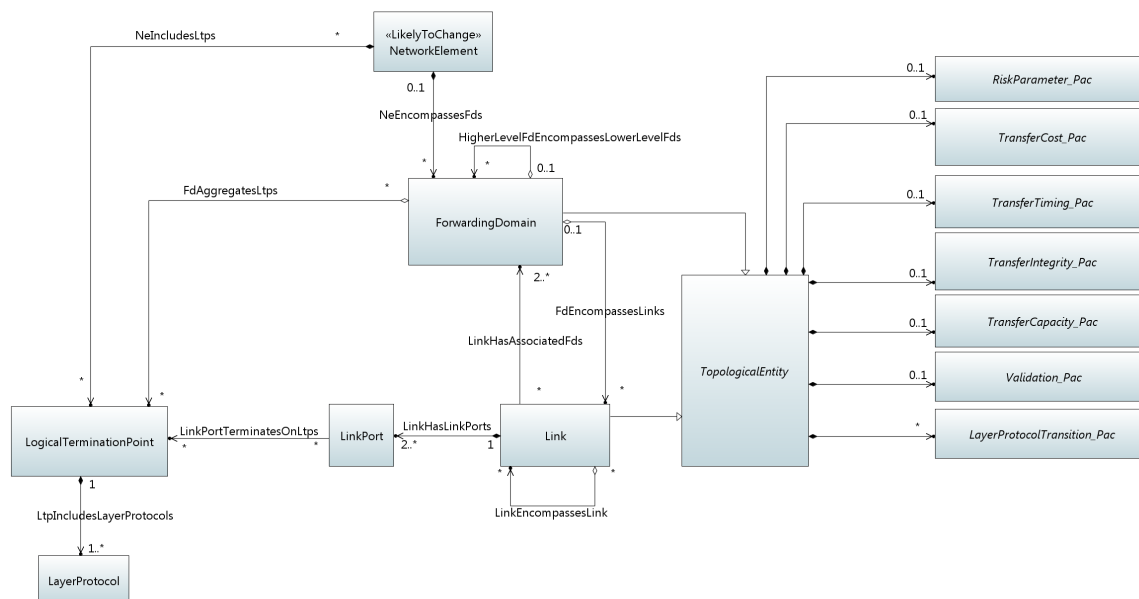 NeIncludesLtps
*
«LikelyToChange»
NetworkElement
0..1
NeEncompassesFds
HigherLevelFdEncompassesLowerLevelFds
*
*
0..1
FdAggregatesLtps
*
ForwardingDomain
0..1
2..*
FdEncompassesLinks
LinkHasAssociatedFds
*
*
0..1
RiskParameter_Pac
0..1
TransferCost_Pac
0..1
TransferTiming_Pac
0..1
TransferIntegrity_Pac
0..1
TransferCapacity_Pac
0..1
Validation_Pac
*
LayerProtocolTransition_Pac
TopologicalEntity
*
*
LogicalTerminationPoint
LinkPortTerminatesOnLtps
*
*
LinkPort
LinkHasLinkPorts
2..*
1
Link
*
*
LinkEncompassesLink
1
LtpIncludesLayerProtocols
1..*
LayerProtocol